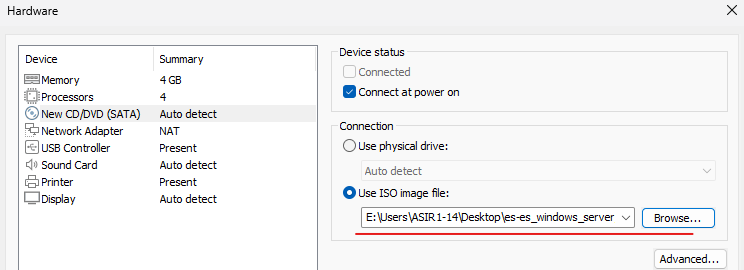 Hardware
Device Summary
Memory 4 GB
Processors 4
New CD/DVD (SATA) Auto detect
Network Adapter NAT
USB Controller Present
Sound Card Auto detect
Printer Present
Display Auto detect
Device status
Connected
Connect at power on
Connection
Use physical drive:
Auto detect
Use ISO image file:
E:\Users\ASIR1-14\Desktop\es-es_windows_server Browse...
Advanced...